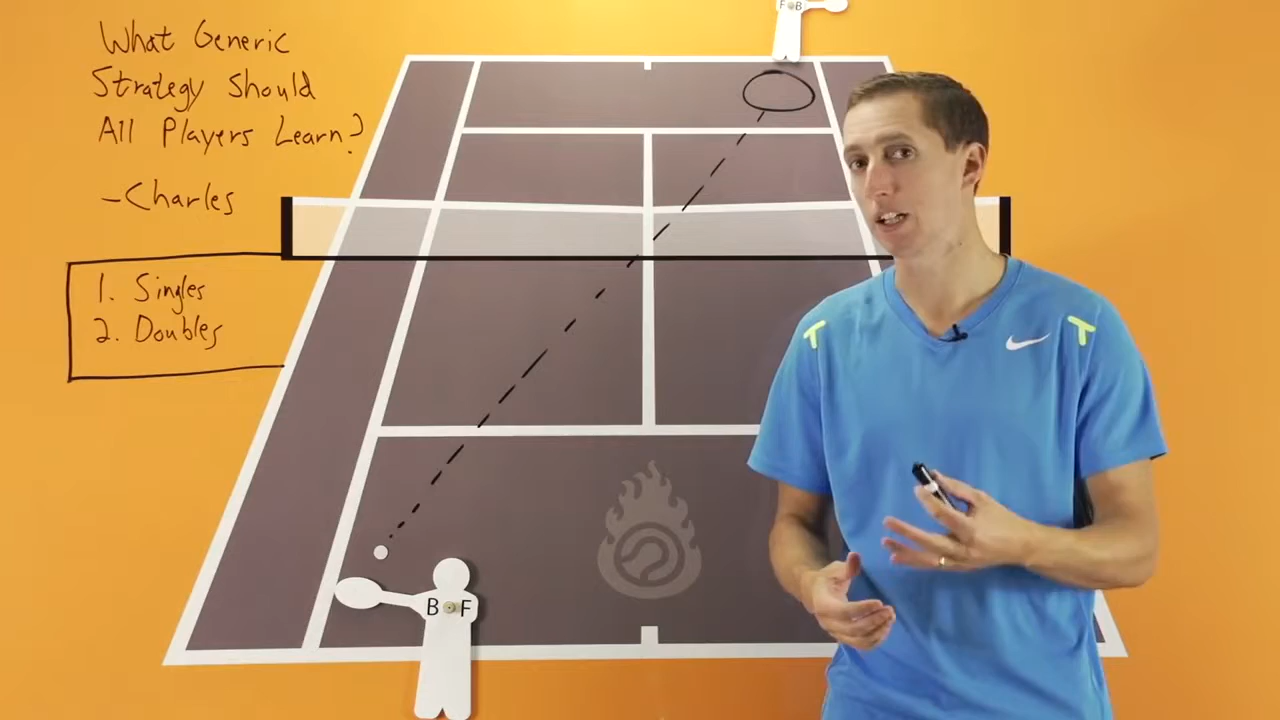 What Generic
Strategy Should
All Players Learn?
- Charles
1. Singles
2. Doubles
F B
B F